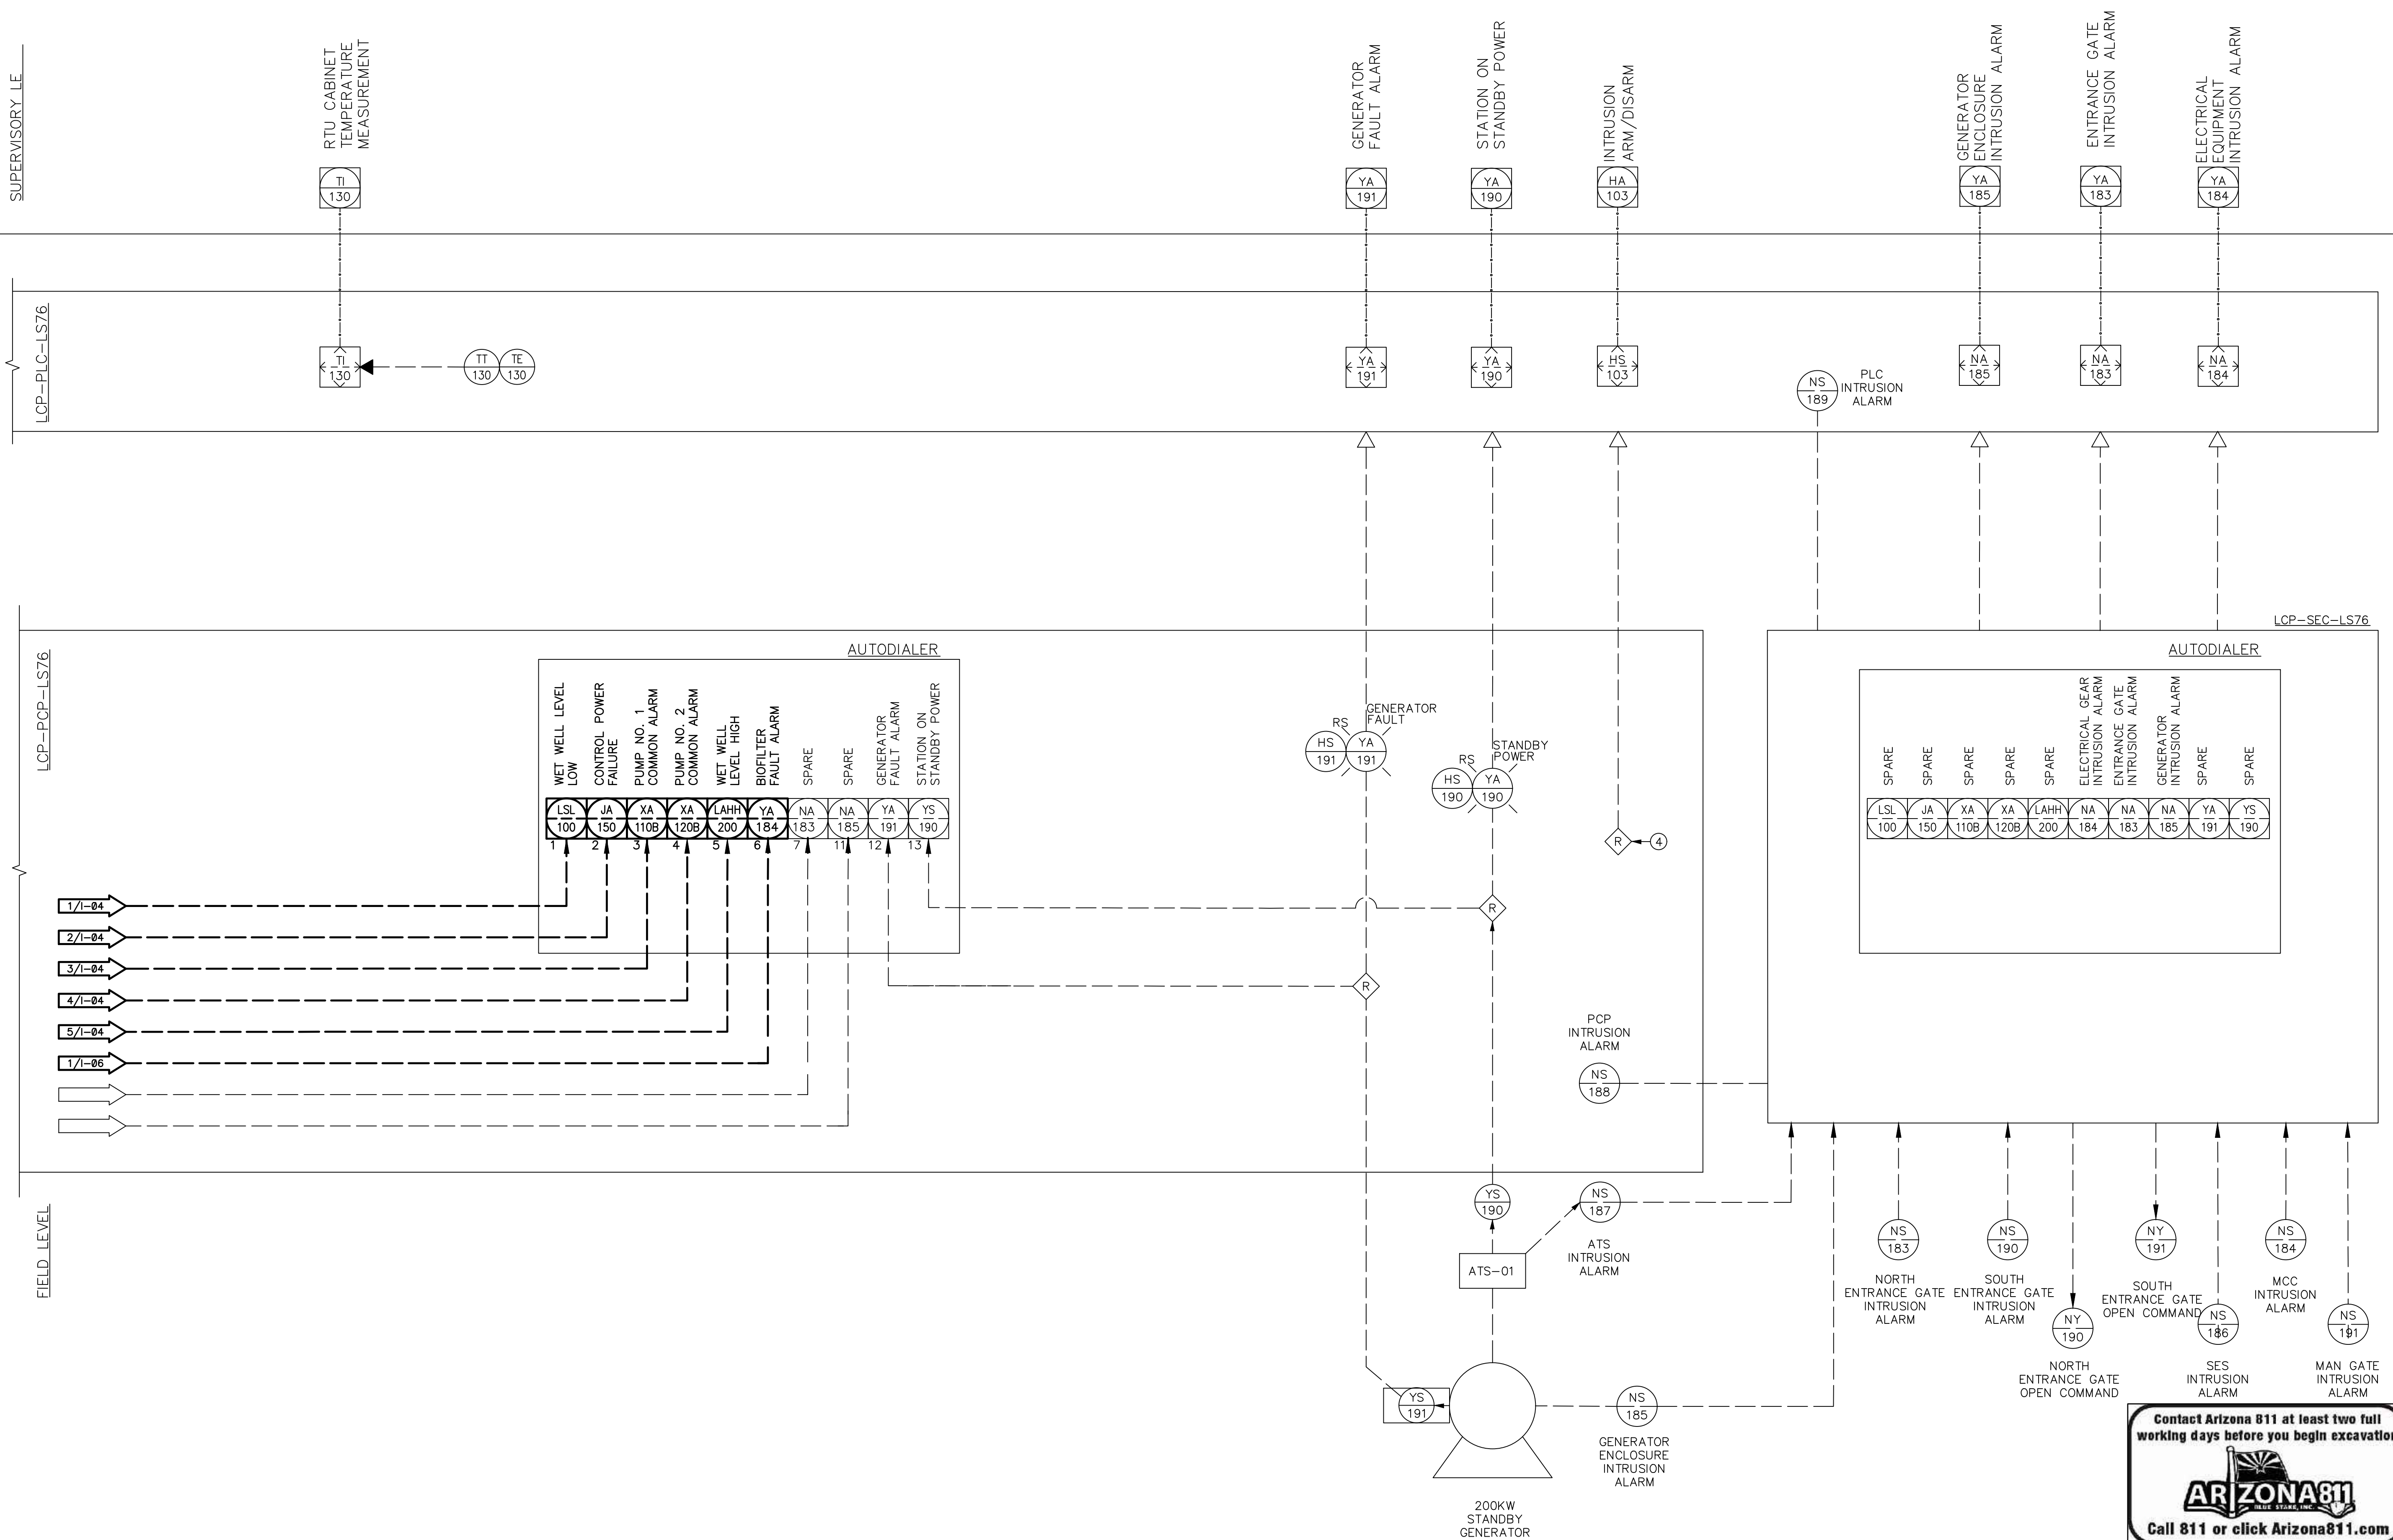 SUPERVISORY LE
RTU CABINET
TEMPERATURE
MEASUREMENT
GENERATOR
FAULT ALARM
STATION ON
STANDBY POWER
INTRUSION
ARM/DISARM
GENERATOR
ENCLOSURE
INTRUSION ALARM
ENTRANCE GATE
INTRUSION ALARM
ELECTRICAL
EQUIPMENT
INTRUSION ALARM
TI
130
YA
191
YA
190
HA
103
YA
185
YA
183
YA
184
LCP-PLC-LS76
TI
130
TT
130
TE
130
YA
191
YA
190
HS
103
NS
189
PLC
INTRUSION
ALARM
NA
185
NA
183
NA
184
LCP-PCP-LS76
AUTODIALER
WET WELL LEVEL
LOW
CONTROL POWER
FAILURE
PUMP NO. 1
COMMON ALARM
PUMP NO. 2
COMMON ALARM
WET WELL
LEVEL HIGH
BIOFILTER
FAULT ALARM
SPARE
SPARE
GENERATOR
FAULT ALARM
STATION ON
STANDBY POWER
LSL
100
JA
150
XA
110B
XA
120B
LAHH
200
YA
184
NA
183
NA
185
YA
191
YS
190
1 2 3 4 5 6 7 11 12 13
1/I-04
2/I-04
3/I-04
4/I-04
5/I-04
1/I-06
RS
GENERATOR
FAULT
HS
191
YA
191
RS
STANDBY
POWER
HS
190
YA
190
R
4
R
R
PCP
INTRUSION
ALARM
NS
188
LCP-SEC-LS76
AUTODIALER
SPARE
SPARE
SPARE
SPARE
SPARE
ELECTRICAL GEAR
INTRUSION ALARM
ENTRANCE GATE
INTRUSION ALARM
GENERATOR
INTRUSION ALARM
SPARE
SPARE
LSL
100
JA
150
XA
110B
XA
120B
LAHH
200
NA
184
NA
183
NA
185
YA
191
YS
190
FIELD LEVEL
YS
190
NS
187
ATS
INTRUSION
ALARM
ATS-01
YS
191
NS
185
GENERATOR
ENCLOSURE
INTRUSION
ALARM
200KW
STANDBY
GENERATOR
NS
183
NORTH
ENTRANCE GATE
INTRUSION
ALARM
NS
190
SOUTH
ENTRANCE GATE
INTRUSION
ALARM
NY
190
NORTH
ENTRANCE GATE
OPEN COMMAND
NY
191
SOUTH
ENTRANCE GATE
OPEN COMMAND
NS
186
SES
INTRUSION
ALARM
NS
184
MCC
INTRUSION
ALARM
NS
191
MAN GATE
INTRUSION
ALARM
Contact Arizona 811 at least two full
working days before you begin excavatio
ARIZONA811
BLUE STAKE, INC.
Call 811 or click Arizona811.com